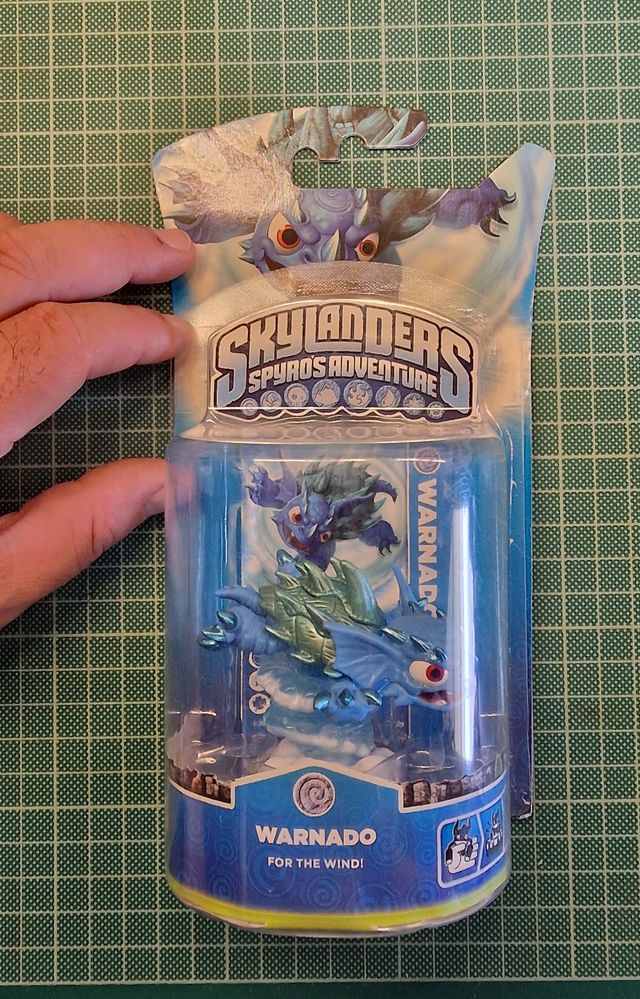 SKYLANDERS
SPYRO'S ADVENTURE
WARNADO
WARNADO
FOR THE WIND!